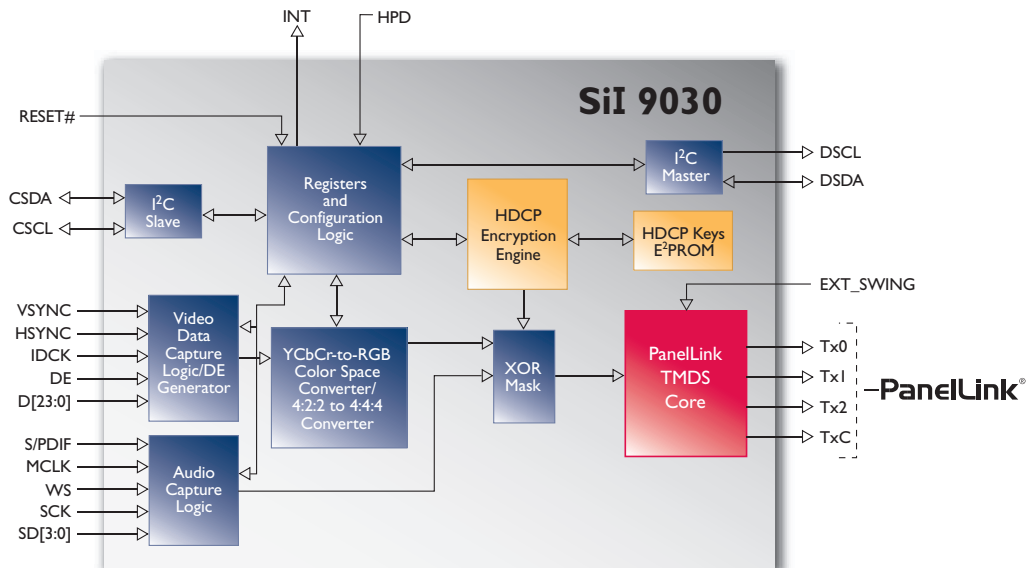 INT
HPD
SiI 9030
RESET#
Registers
and
Configuration
Logic
I²C
Master
DSCL
DSDA
CSDA
CSCL
I²C
Slave
HDCP
Encryption
Engine
HDCP Keys
E²PROM
EXT_SWING
VSYNC
HSYNC
IDCK
DE
D[23:0]
Video
Data
Capture
Logic/DE
Generator
YCbCr-to-RGB
Color Space
Converter/
4:2:2 to 4:4:4
Converter
XOR
Mask
PanelLink
TMDS
Core
Tx0
Tx1
Tx2
TxC
PanelLink®
S/PDIF
MCLK
WS
SCK
SD[3:0]
Audio
Capture
Logic